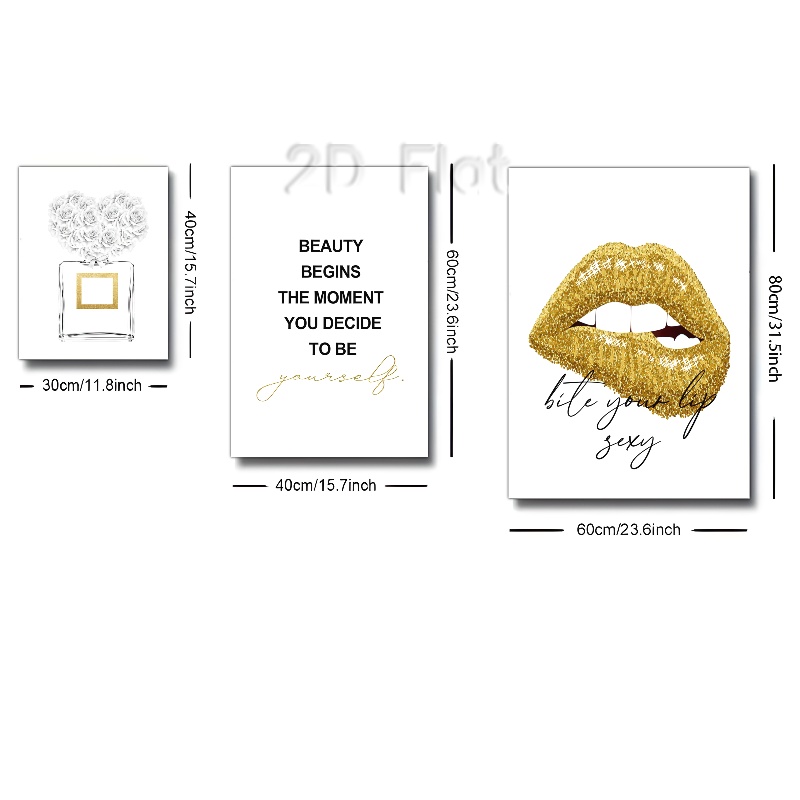 2D Flat
40cm/15.7inch
30cm/11.8inch
BEAUTY
BEGINS
THE MOMENT
YOU DECIDE
TO BE
yourself.
60cm/23.6inch
40cm/15.7inch
bite your lip
sexy
80cm/31.5inch
60cm/23.6inch